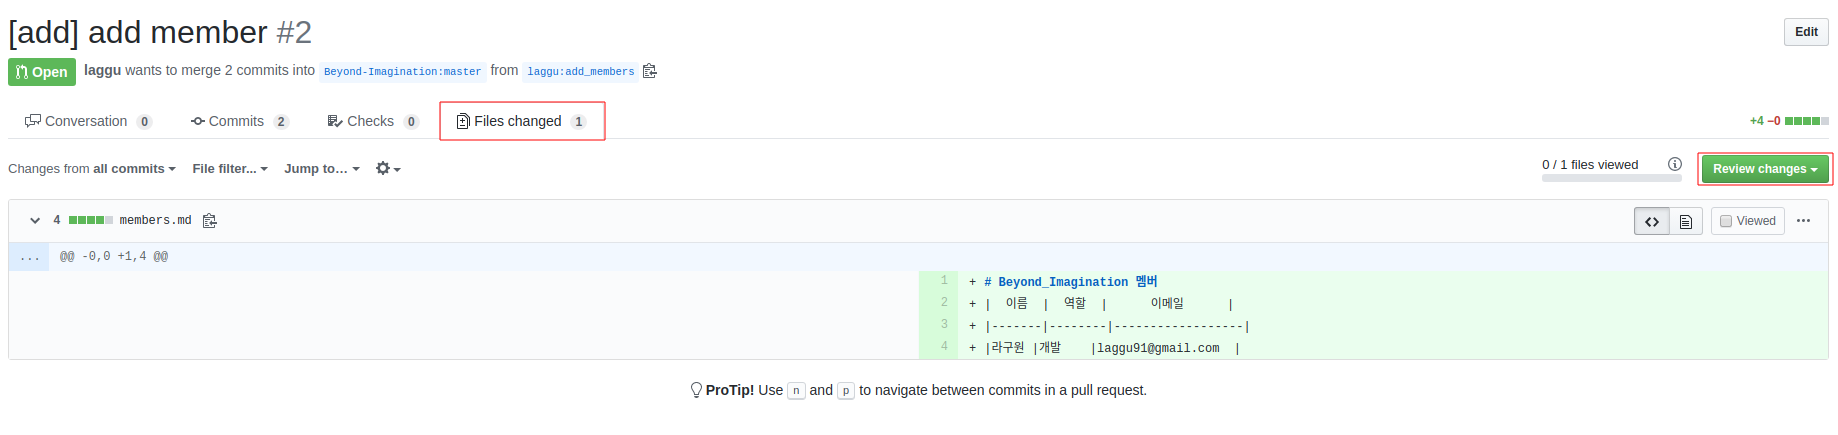 [add] add member #2
Edit
Open laggu wants to merge 2 commits into Beyond-Imagination:master from laggu:add_members
Conversation 0 Commits 2 Checks 0 Files changed 1 +4 −0
Changes from all commits File filter... Jump to… 0 / 1 files viewed Review changes
4 members.md Viewed
... @@ -0,0 +1,4 @@
1 + # Beyond_Imagination 멤버
2 + | 이름 | 역할 | 이메일 |
3 + |-------|--------|------------------|
4 + |라구원 |개발 |laggu91@gmail.com |
ProTip! Use n and p to navigate between commits in a pull request.